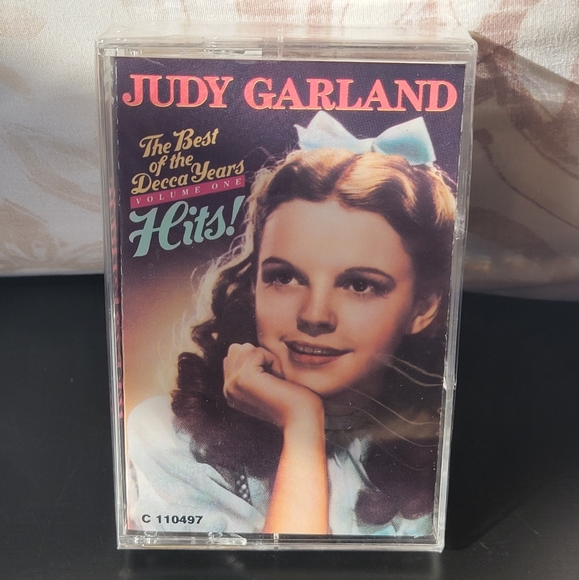 JUDY GARLAND
The Best
of the
Decca Years
VOLUME ONE
Hits!
C 110497